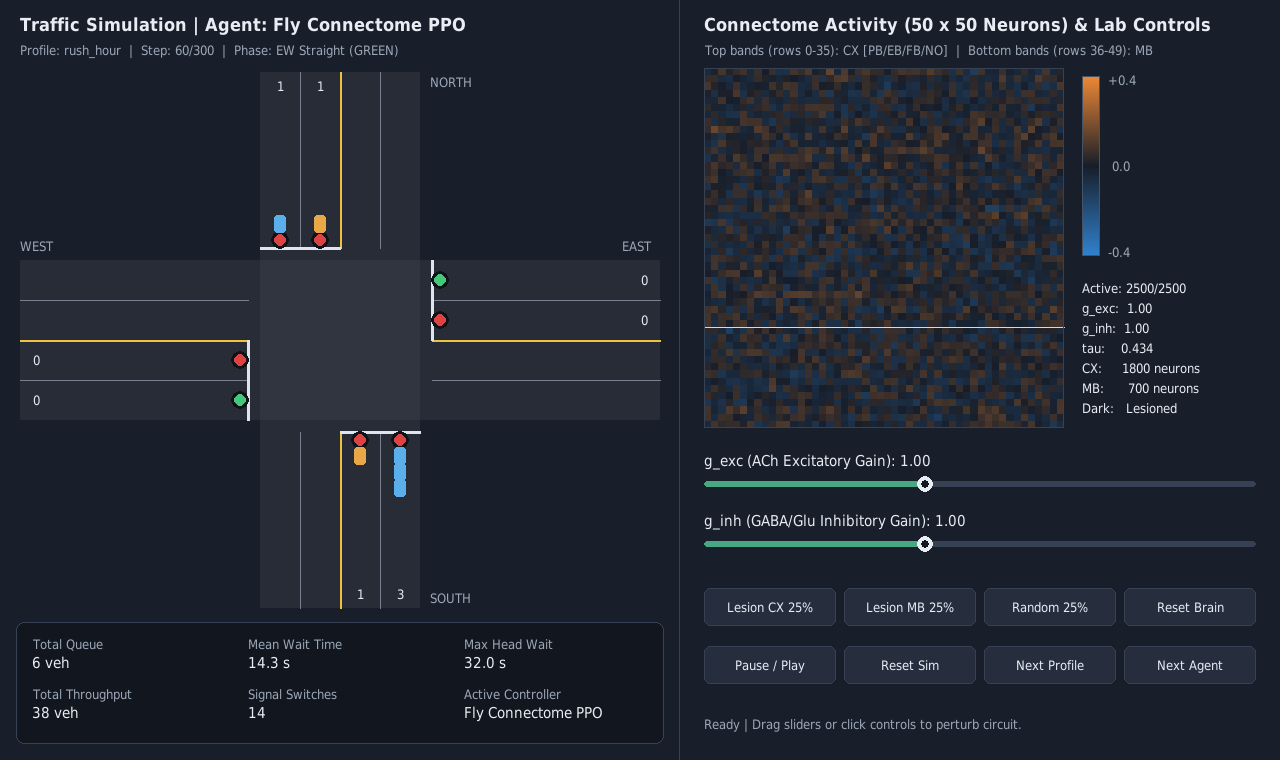 Traffic Simulation | Agent: Fly Connectome PPO
Profile: rush_hour | Step: 60/300 | Phase: EW Straight (GREEN)
1 1
NORTH
WEST
EAST
0
0
0
0
1 3
SOUTH
Total Queue
6 veh
Mean Wait Time
14.3 s
Max Head Wait
32.0 s
Total Throughput
38 veh
Signal Switches
14
Active Controller
Fly Connectome PPO
Connectome Activity (50 x 50 Neurons) & Lab Controls
Top bands (rows 0-35): CX [PB/EB/FB/NO] | Bottom bands (rows 36-49): MB
+0.4
0.0
-0.4
Active: 2500/2500
g_exc: 1.00
g_inh: 1.00
tau: 0.434
CX: 1800 neurons
MB: 700 neurons
Dark: Lesioned
g_exc (ACh Excitatory Gain): 1.00
g_inh (GABA/Glu Inhibitory Gain): 1.00
Lesion CX 25% Lesion MB 25% Random 25% Reset Brain
Pause / Play Reset Sim Next Profile Next Agent
Ready | Drag sliders or click controls to perturb circuit.